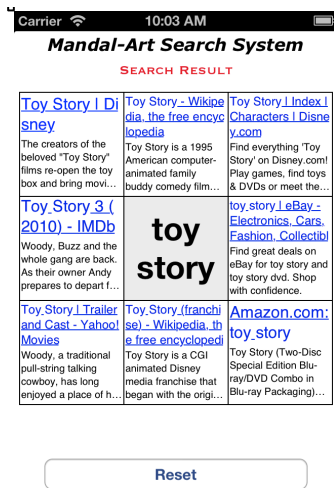 Carrier 10:03 AM
Mandal-Art Search System
SEARCH RESULT
Toy Story | Di
sney
The creators of the
beloved "Toy Story"
films re-open the toy
box and bring movi...
Toy Story - Wikipe
dia, the free encyc
lopedia
Toy Story is a 1995
American computer-
animated family
buddy comedy film...
Toy Story | Index |
Characters | Disne
y.com
Find everything 'Toy
Story' on Disney.com!
Play games, find toys
& DVDs or meet the...
Toy Story 3 (
2010) - IMDb
Woody, Buzz and the
whole gang are back.
As their owner Andy
prepares to depart f...
toy
story
toy story | eBay -
Electronics, Cars,
Fashion, Collectibl
Find great deals on
eBay for toy story and
toy story dvd. Shop
with confidence.
Toy Story | Trailer
and Cast - Yahoo!
Movies
Woody, a traditional
pull-string talking
cowboy, has long
enjoyed a place of h...
Toy Story (franchi
se) - Wikipedia, th
e free encyclopedi
Toy Story is a CGI
animated Disney
media franchise that
began with the origi...
Amazon.com:
toy story
Toy Story (Two-Disc
Special Edition Blu-
ray/DVD Combo in
Blu-ray Packaging)...
Reset